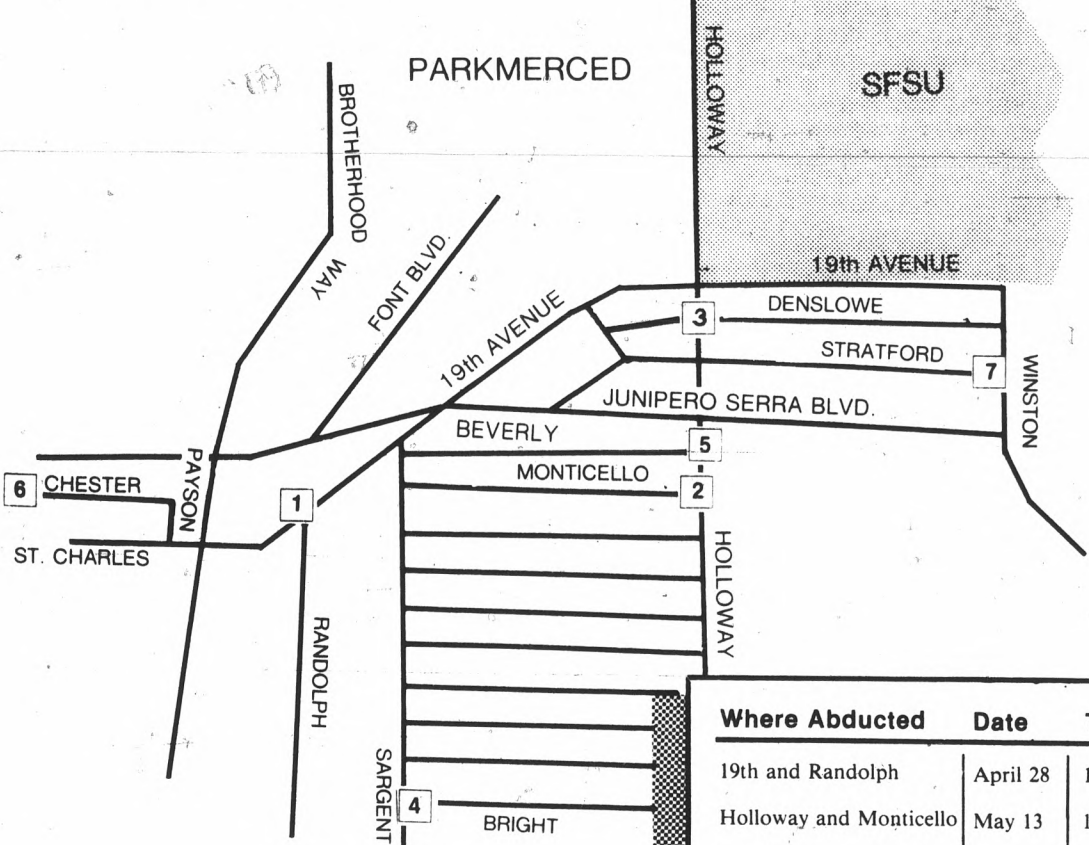 PARKMERCED
HOLLOWAY
SFSU
BROTHERHOOD
WAY
FONT BLVD.
19th AVENUE
19th AVENUE
DENSLOWE
3
STRATFORD
7
WINSTON
JUNIPERO SERRA BLVD.
BEVERLY
5
MONTICELLO
2
PAYSON
6
CHESTER
1
ST. CHARLES
HOLLOWAY
RANDOLPH
SARGENT
4
BRIGHT
Where Abducted Date
19th and Randolph April 28 1
Holloway and Monticello May 13 1